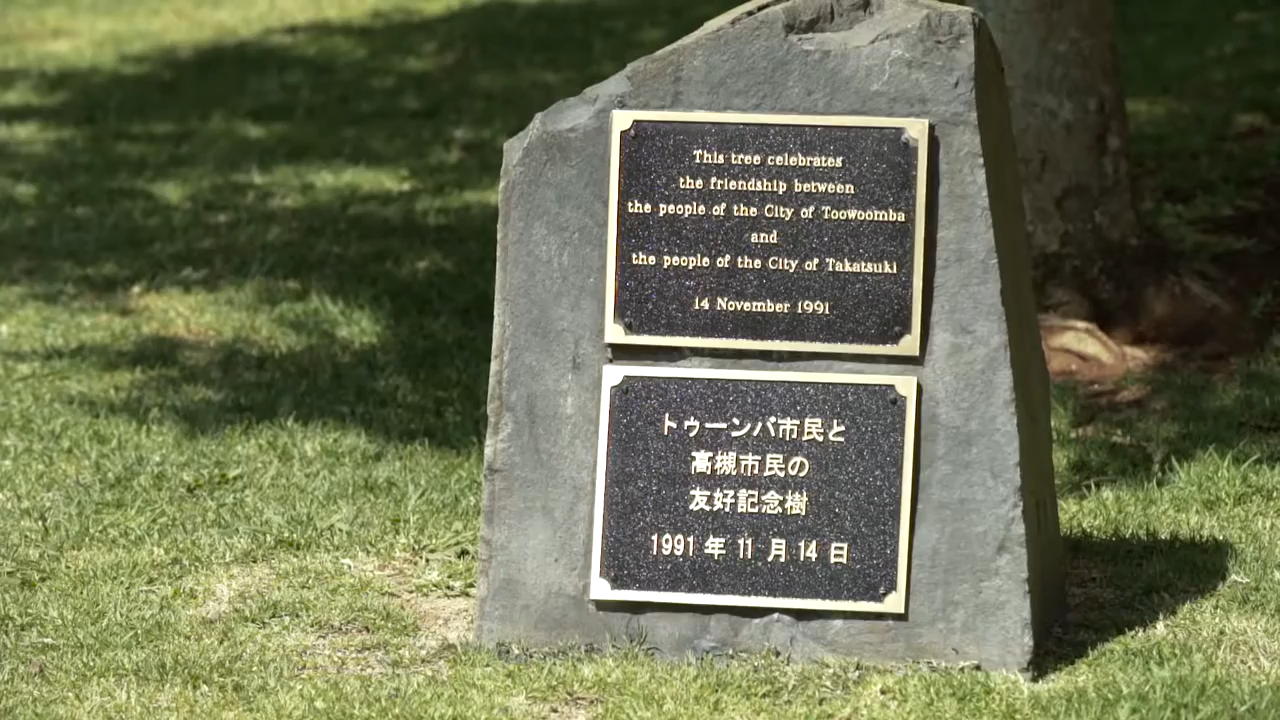 This tree celebrates
the friendship between
the people of the City of Toowoomba
and
the people of the City of Takatsuki
14 November 1991
トゥーンバ市民と
高槻市民の
友好記念樹
1991 年 11 月 14 日